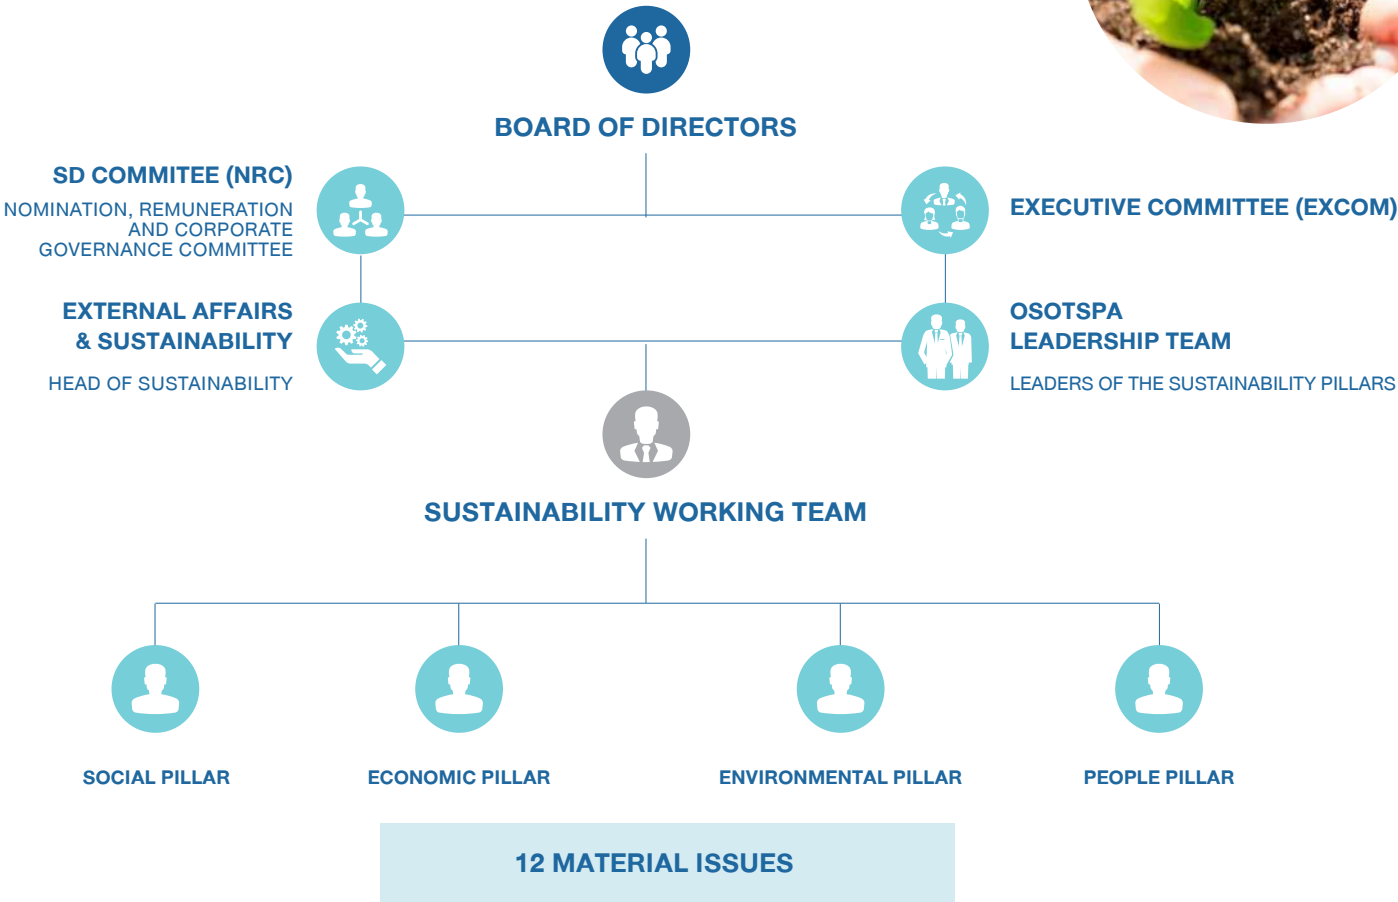 BOARD OF DIRECTORS
SD COMMITEE (NRC)
NOMINATION, REMUNERATION
AND CORPORATE
GOVERNANCE COMMITTEE
EXECUTIVE COMMITTEE (EXCOM)
EXTERNAL AFFAIRS
& SUSTAINABILITY
HEAD OF SUSTAINABILITY
OSOTSPA
LEADERSHIP TEAM
LEADERS OF THE SUSTAINABILITY PILLARS
SUSTAINABILITY WORKING TEAM
SOCIAL PILLAR
ECONOMIC PILLAR
ENVIRONMENTAL PILLAR
PEOPLE PILLAR
12 MATERIAL ISSUES